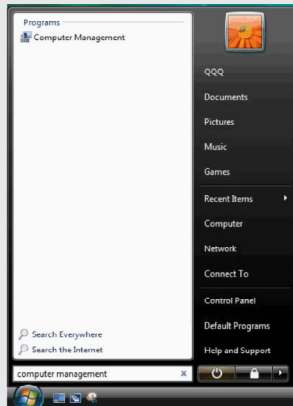 Programs
Computer Management
Search Everywhere
Search the Internet
computer management
QQQ
Documents
Pictures
Music
Games
Recent Items
Computer
Network
Connect To
Control Panel
Default Programs
Help and Support